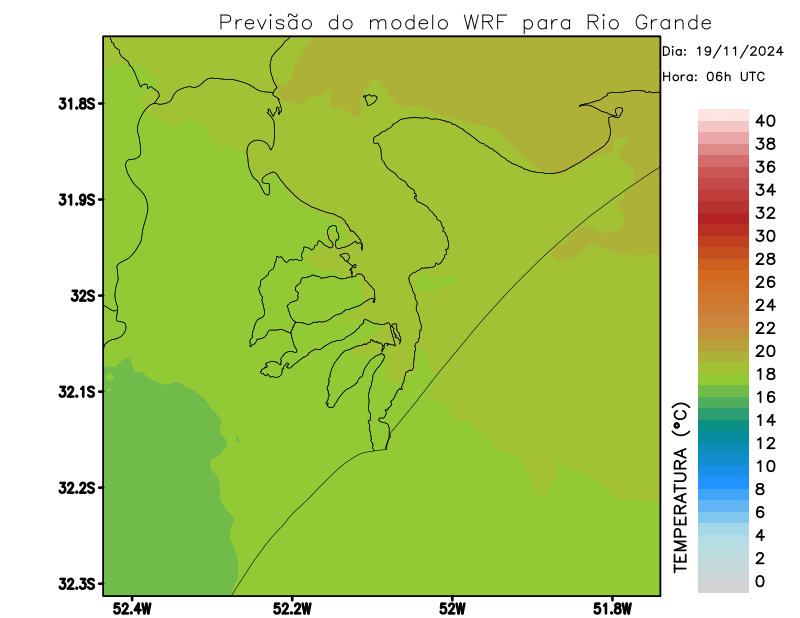 Previsão do modelo WRF para Rio Grande
Dia: 19/11/2024
Hora: 06h UTC
31.8S
31.9S
32S
32.1S
32.2S
32.3S
52.4W
52.2W
52W
51.8W
TEMPERATURA (°C)
40
38
36
34
32
30
28
26
24
22
20
18
16
14
12
10
8
6
4
2
0